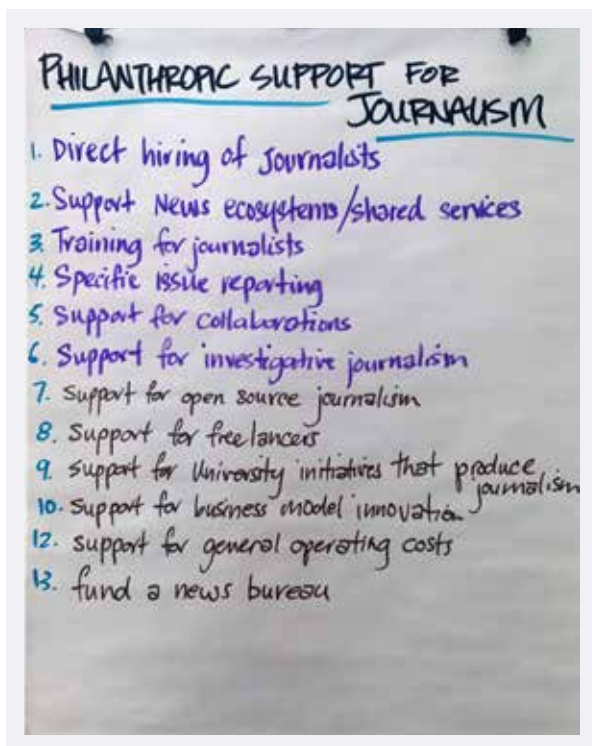 PHILANTHROPIC SUPPORT FOR
JOURNALISM
1. Direct hiring of Journalists
2. Support News ecosystems/shared services
3. Training for journalists
4. Specific issue reporting
5. Support for collaborations
6. Support for investigative journalism
7. Support for open source journalism
8. Support for freelancers
9. Support for University initiatives that produce
journalism
10. Support for business model innovation
12. Support for general operating costs
13. fund a news bureau